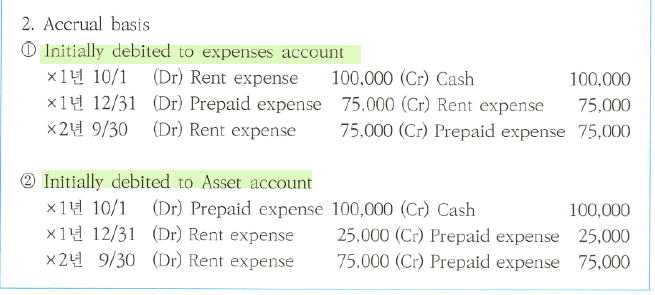 2. Accrual basis
① Initially debited to expenses account
×1년 10/1 (Dr) Rent expense 100,000 (Cr) Cash 100,000
×1년 12/31 (Dr) Prepaid expense 75,000 (Cr) Rent expense 75,000
×2년 9/30 (Dr) Rent expense 75,000 (Cr) Prepaid expense 75,000
② Initially debited to Asset account
×1년 10/1 (Dr) Prepaid expense 100,000 (Cr) Cash 100,000
×1년 12/31 (Dr) Rent expense 25,000 (Cr) Prepaid expense 25,000
×2년 9/30 (Dr) Rent expense 75,000 (Cr) Prepaid expense 75,000